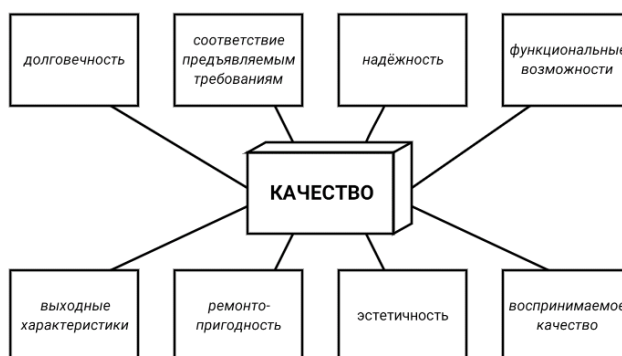 долговечность
соответствие
предъявляемым
требованиям
надёжность
функциональные
возможности
КАЧЕСТВО
выходные
характеристики
ремонто-
пригодность
эстетичность
воспринимаемое
качество